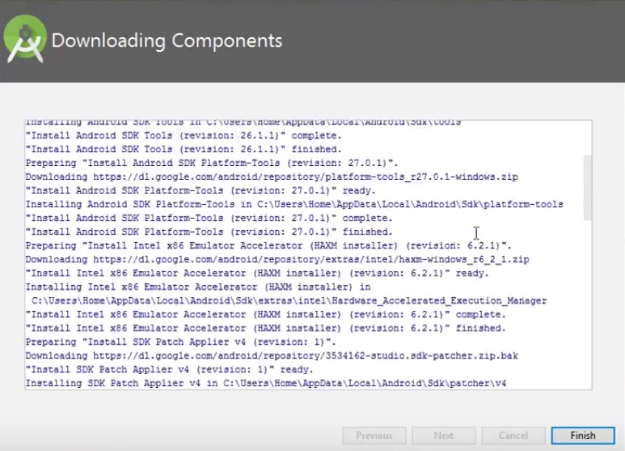 Downloading Components
Installing Android SDK Tools in C:\Users\Home\AppData\Local\Android\Sdk\tools
"Install Android SDK Tools (revision: 26.1.1)" complete.
"Install Android SDK Tools (revision: 26.1.1)" finished.
Preparing "Install Android SDK Platform-Tools (revision: 27.0.1)".
Downloading https://dl.google.com/android/repository/platform-tools_r27.0.1-windows.zip
"Install Android SDK Platform-Tools (revision: 27.0.1)" ready.
Installing Android SDK Platform-Tools in C:\Users\Home\AppData\Local\Android\Sdk\platform-tools
"Install Android SDK Platform-Tools (revision: 27.0.1)" complete.
"Install Android SDK Platform-Tools (revision: 27.0.1)" finished.
Preparing "Install Intel x86 Emulator Accelerator (HAXM installer) (revision: 6.2.1)".
Downloading https://dl.google.com/android/repository/extras/intel/haxm-windows_r6_2_1.zip
"Install Intel x86 Emulator Accelerator (HAXM installer) (revision: 6.2.1)" ready.
Installing Intel x86 Emulator Accelerator (HAXM installer) in
C:\Users\Home\AppData\Local\Android\Sdk\extras\intel\Hardware_Accelerated_Execution_Manager
"Install Intel x86 Emulator Accelerator (HAXM installer) (revision: 6.2.1)" complete.
"Install Intel x86 Emulator Accelerator (HAXM installer) (revision: 6.2.1)" finished.
Preparing "Install SDK Patch Applier v4 (revision: 1)".
Downloading https://dl.google.com/android/repository/3534162-studio.sdk-patcher.zip.bak
"Install SDK Patch Applier v4 (revision: 1)" ready.
Installing SDK Patch Applier v4 in C:\Users\Home\AppData\Local\Android\Sdk\patcher\v4
Previous Next Cancel Finish